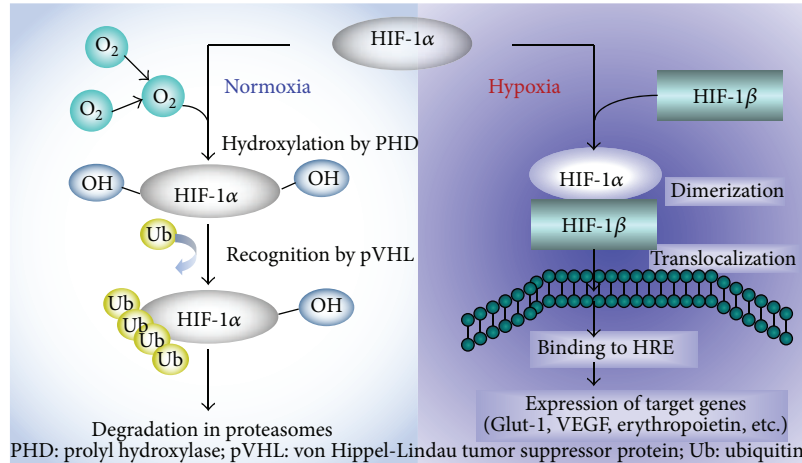 HIF-1α
O2
O2
O2
Normoxia
Hydroxylation by PHD
OH
HIF-1α
OH
Ub
Recognition by pVHL
Ub
Ub
Ub
Ub
HIF-1α
OH
Degradation in proteasomes
Hypoxia
HIF-1β
HIF-1α
Dimerization
HIF-1β
Translocalization
Binding to HRE
Expression of target genes
(Glut-1, VEGF, erythropoietin, etc.)
PHD: prolyl hydroxylase; pVHL: von Hippel-Lindau tumor suppressor protein; Ub: ubiquitin